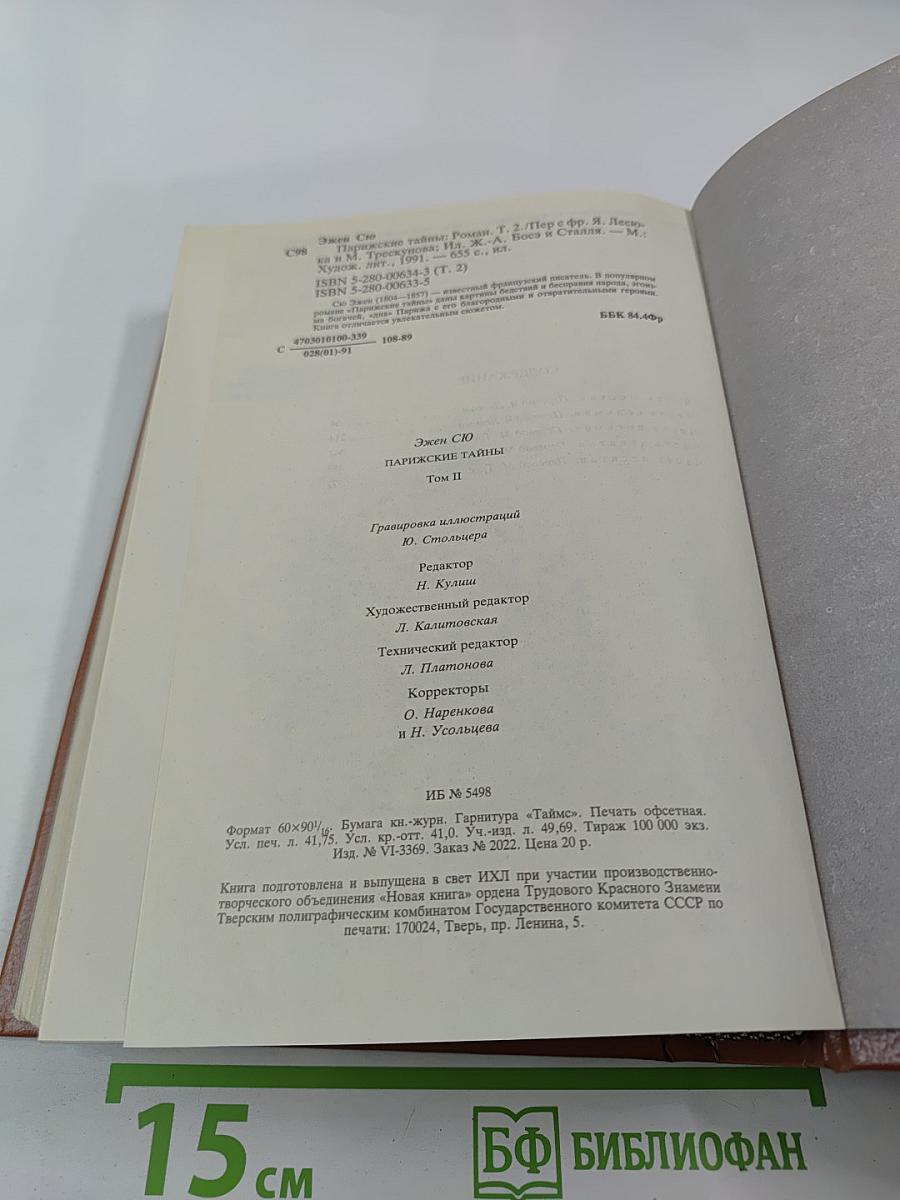 Эжен Сю
С98 Парижские тайны: Роман. Т. 2./Пер с фр. Я. Лесю-
ка и М. Трескунова; Ил. Ж.-А. Босэ и Сталля. — М.:
Худож. лит., 1991. — 655 с., ил.
ISBN 5-280-00634-3 (Т. 2)
ISBN 5-280-00633-5
Сю Эжен (1804—1857) — известный французский писатель. В популярном
романе «Парижские тайны» даны картины бедствий и бесправия народа, эгоиз-
ма богачей, «дна» Парижа с его благородными и отвратительными героями.
Книга отличается увлекательным сюжетом.
С 4703010100-339 108-89
028(01)-91
ББК 84.4Фр
СОДЕРЖАНИЕ
Эжен СЮ
ПАРИЖСКИЕ ТАЙНЫ
Том II
Гравировка иллюстраций
Ю. Стольцера
Редактор
Н. Кулиш
Художественный редактор
Л. Калитовская
Технический редактор
Л. Платонова
Корректоры
О. Наренкова
и Н. Усольцева
ИБ № 5498
Формат 60×90¹/₁₆. Бумага кн.-журн. Гарнитура «Таймс». Печать офсетная.
Усл. печ. л. 41,75. Усл. кр.-отт. 41,0. Уч.-изд. л. 49,69. Тираж 100 000 экз.
Изд. № VI-3369. Заказ № 2022. Цена 20 р.
Книга подготовлена и выпущена в свет ИХЛ при участии производственно-
творческого объединения «Новая книга» ордена Трудового Красного Знамени
Тверским полиграфическим комбинатом Государственного комитета СССР по
печати: 170024, Тверь, пр. Ленина, 5.
15 см
БФ БИБЛИОФАН